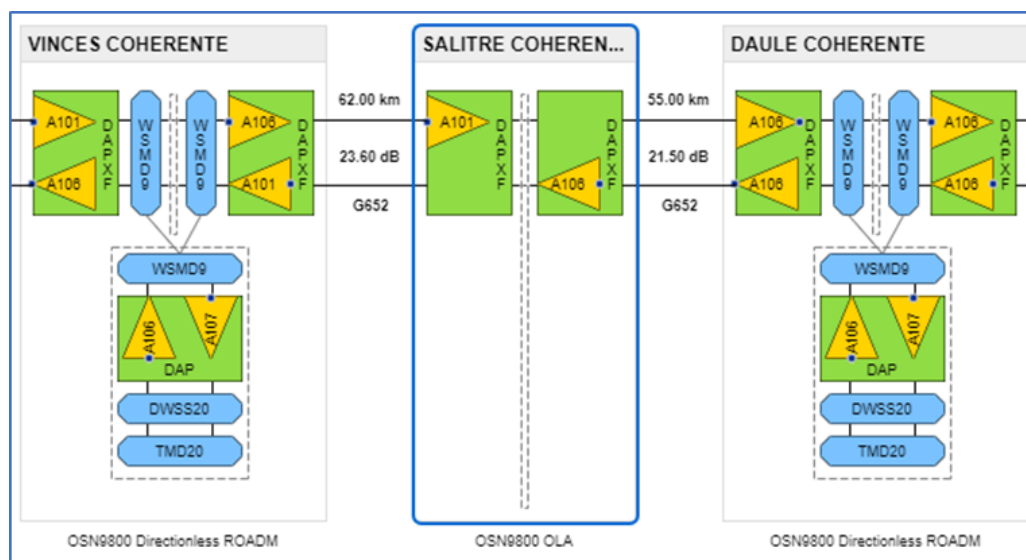 VINCES COHERENTE
SALITRE COHEREN...
DAULE COHERENTE
A101
A106
DAPXF
WSMD9
WSMD9
A106
A101
DAPXF
62.00 km
23.60 dB
G652
A101
DAPXF
A106
DAPXF
55.00 km
21.50 dB
G652
A106
A106
DAPXF
WSMD9
WSMD9
A106
A106
DAPXF
WSMD9
A106
A107
DAP
DWSS20
TMD20
WSMD9
A106
A107
DAP
DWSS20
TMD20
OSN9800 Directionless ROADM
OSN9800 OLA
OSN9800 Directionless ROADM